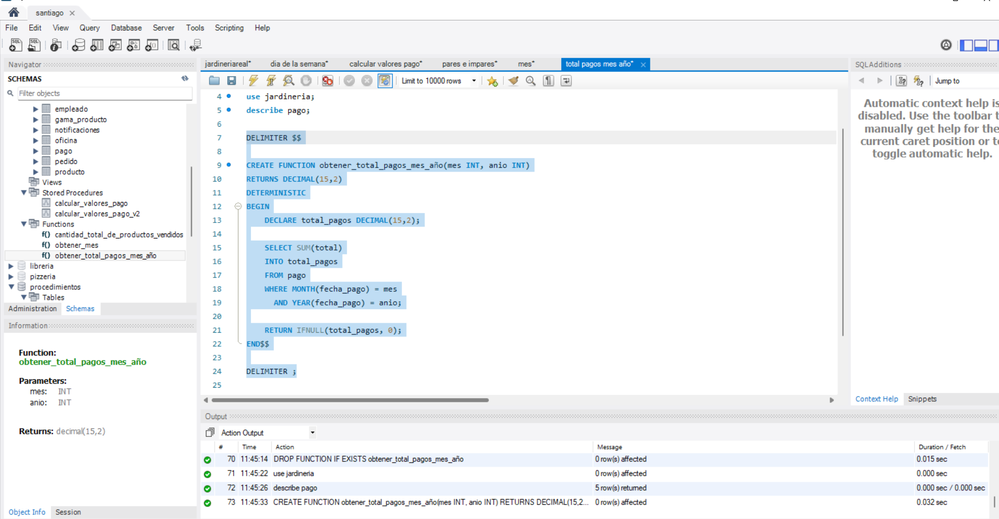 santiago
File Edit View Query Database Server Tools Scripting Help
Navigator
SCHEMAS
Filter objects
empleado
gama_producto
notificaciones
oficina
pago
pedido
producto
Views
Stored Procedures
calcular_valores_pago
calcular_valores_pago_v2
Functions
f() cantidad_total_de_productos_vendidos
f() obtener_mes
f() obtener_total_pagos_mes_año
libreria
pizzeria
procedimientos
Tables
Administration Schemas
Information
Function:
obtener_total_pagos_mes_año
Parameters:
mes: INT
anio: INT
Returns: decimal(15,2)
Object Info Session
jardineriareal* dia de la semana* calcular valores pago* pares e impares* mes* total pagos mes año*
Limit to 10000 rows
4 use jardineria;
5 describe pago;
6
7 DELIMITER $$
8
9 CREATE FUNCTION obtener_total_pagos_mes_año(mes INT, anio INT)
10 RETURNS DECIMAL(15,2)
11 DETERMINISTIC
12 BEGIN
13 DECLARE total_pagos DECIMAL(15,2);
14
15 SELECT SUM(total)
16 INTO total_pagos
17 FROM pago
18 WHERE MONTH(fecha_pago) = mes
19 AND YEAR(fecha_pago) = anio;
20
21 RETURN IFNULL(total_pagos, 0);
22 END$$
23
24 DELIMITER ;
25
Output
Action Output
# Time Action Message Duration / Fetch
70 11:45:14 DROP FUNCTION IF EXISTS obtener_total_pagos_mes_año 0 row(s) affected 0.015 sec
71 11:45:22 use jardineria 0 row(s) affected 0.000 sec
72 11:45:26 describe pago 5 row(s) returned 0.000 sec / 0.000 sec
73 11:45:33 CREATE FUNCTION obtener_total_pagos_mes_año(mes INT, anio INT) RETURNS DECIMAL(15,2... 0 row(s) affected 0.032 sec
SQLAdditions
Jump to
Automatic context help is
disabled. Use the toolbar t
manually get help for the
current caret position or to
toggle automatic help.
Context Help Snippets